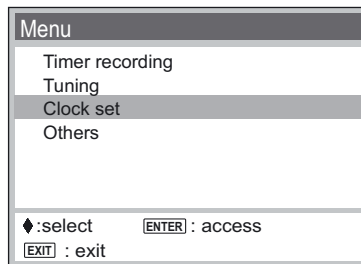 Menu
Timer recording
Tuning
Clock set
Others
♦:select ENTER : access
EXIT : exit